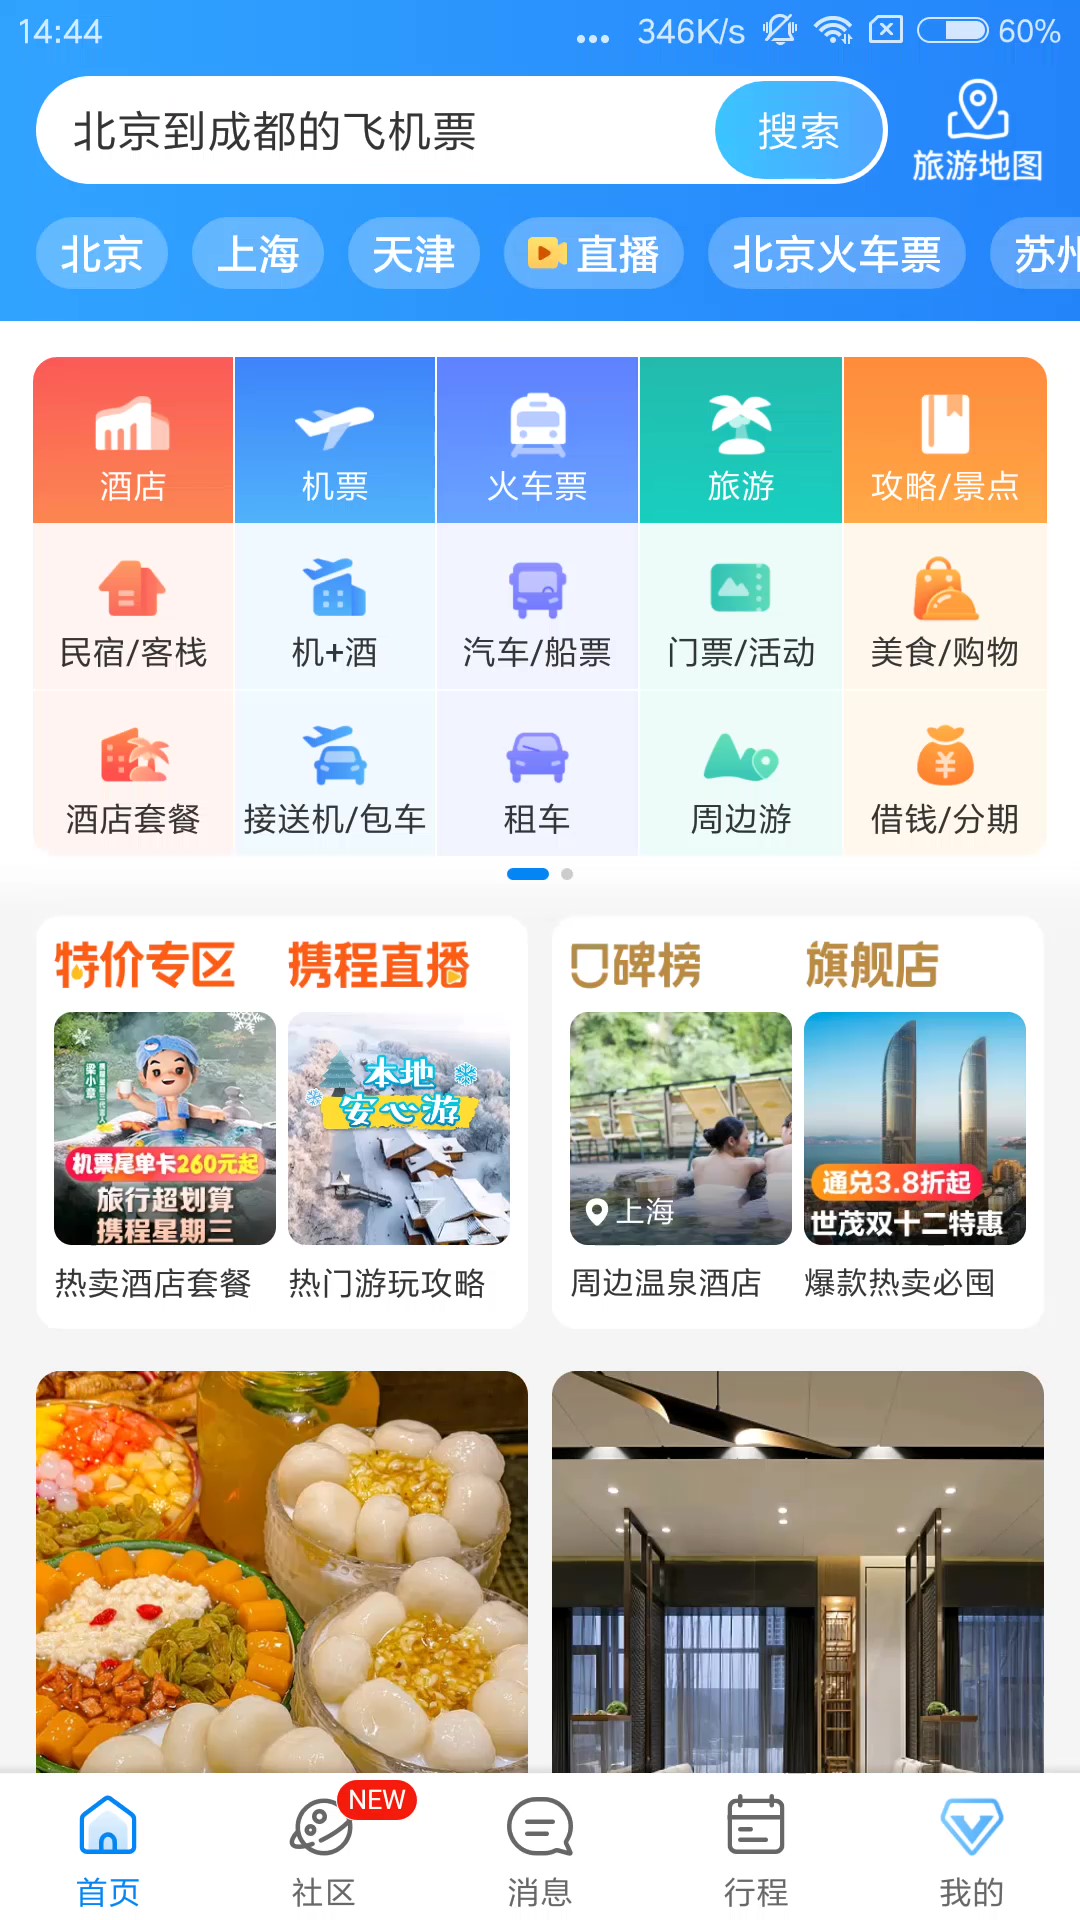 14:44
... 346K/s 60%
北京到成都的飞机票
搜索
旅游地图
北京
上海
天津
直播
北京火车票
苏州
酒店
机票
火车票
旅游
攻略/景点
民宿/客栈
机+酒
汽车/船票
门票/活动
美食/购物
酒店套餐
接送机/包车
租车
周边游
借钱/分期
特价专区
携程直播
口碑榜
旗舰店
梁小章
机票尾单卡260元起
旅行超划算
携程星期三
本地
安心游
上海
通兑3.8折起
世茂双十二特惠
热卖酒店套餐
热门游玩攻略
周边温泉酒店
爆款热卖必囤
NEW
首页
社区
消息
行程
我的